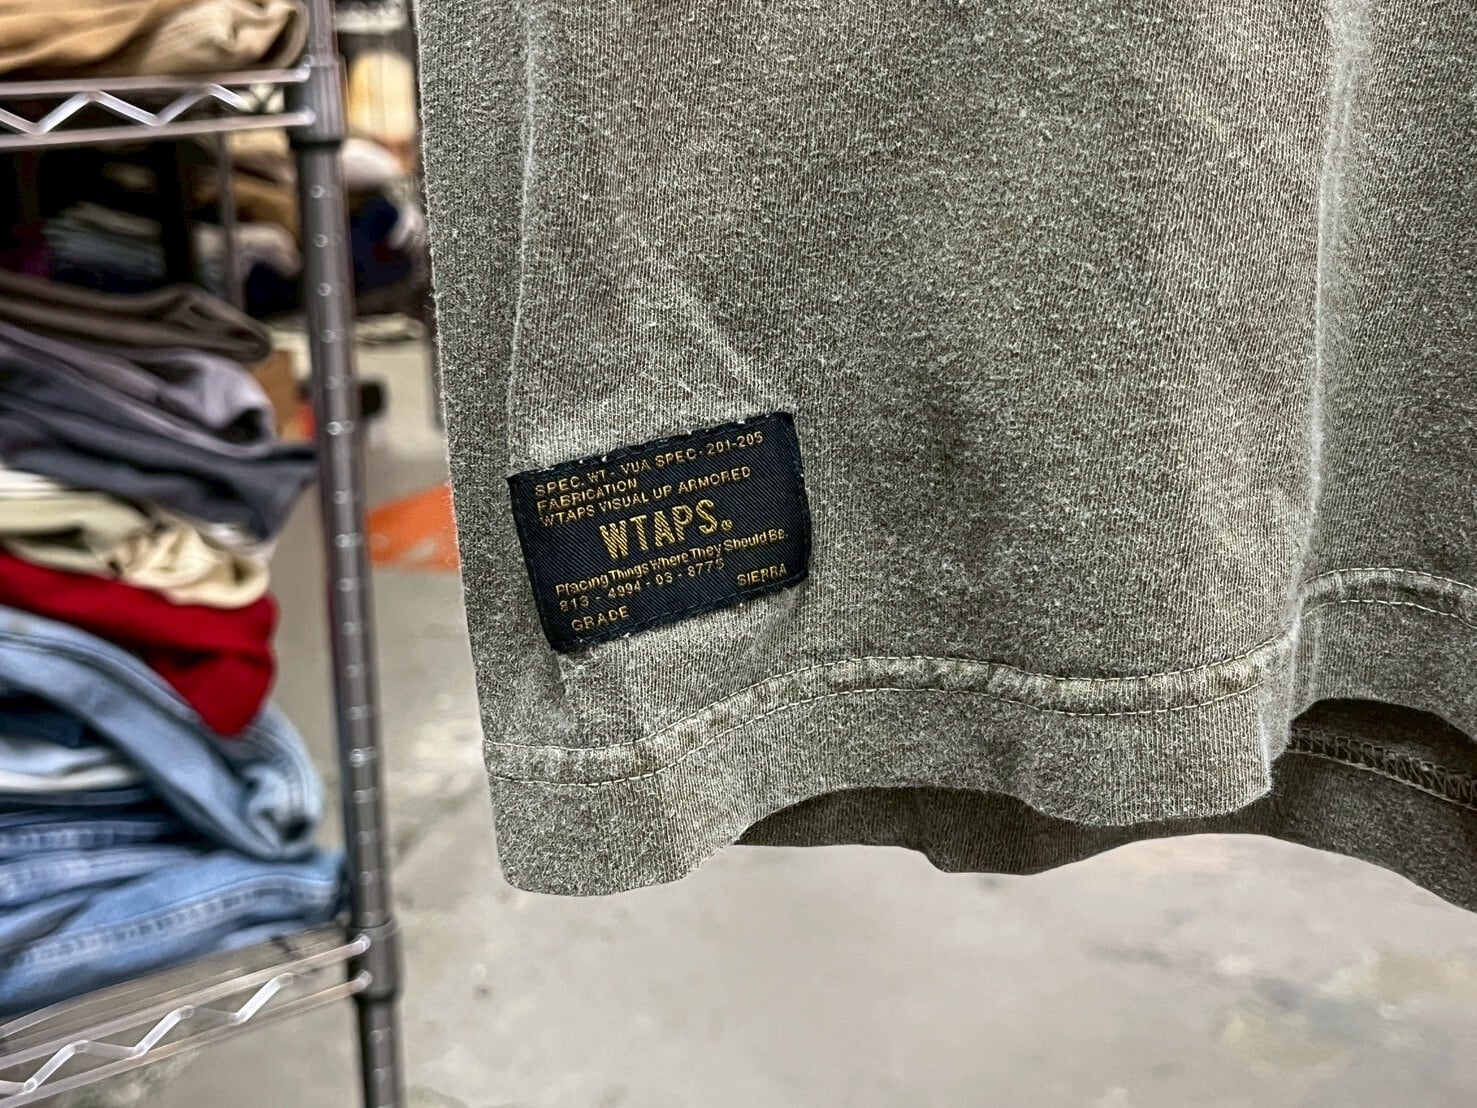 SPEC. WT - VUA SPEC - 201-205
FABRICATION
WTAPS VISUAL UP ARMORED
WTAPS®
Placing Things Where They Should Be.
813 - 4994 - 03 - 8775
SIERRA
GRADE